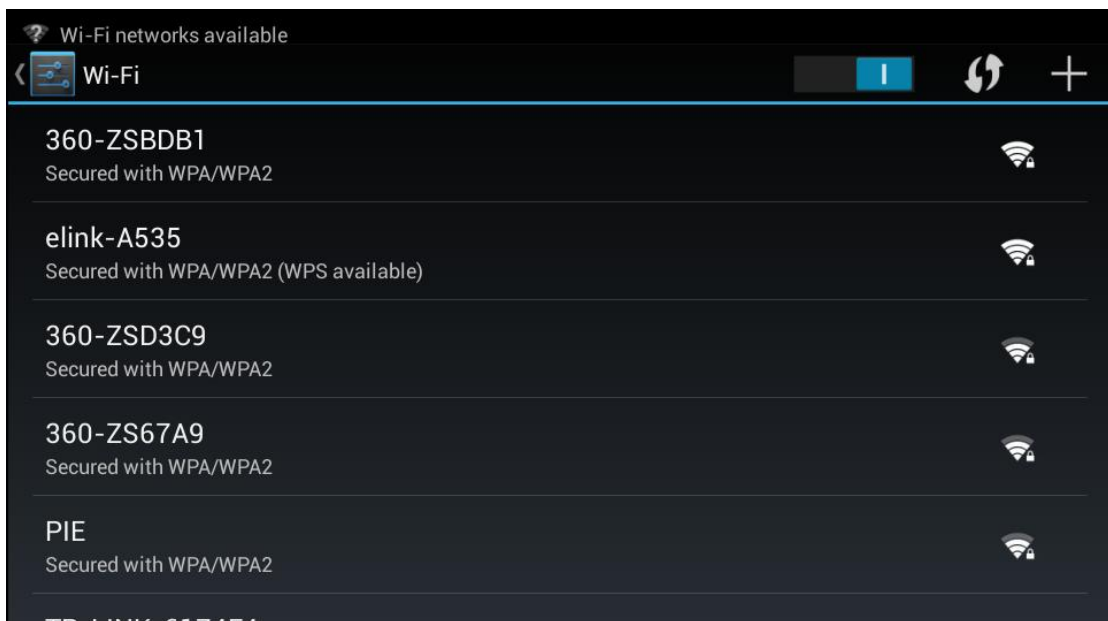 Wi-Fi networks available
Wi-Fi
360-ZSBDB1
Secured with WPA/WPA2
elink-A535
Secured with WPA/WPA2 (WPS available)
360-ZSD3C9
Secured with WPA/WPA2
360-ZS67A9
Secured with WPA/WPA2
PIE
Secured with WPA/WPA2